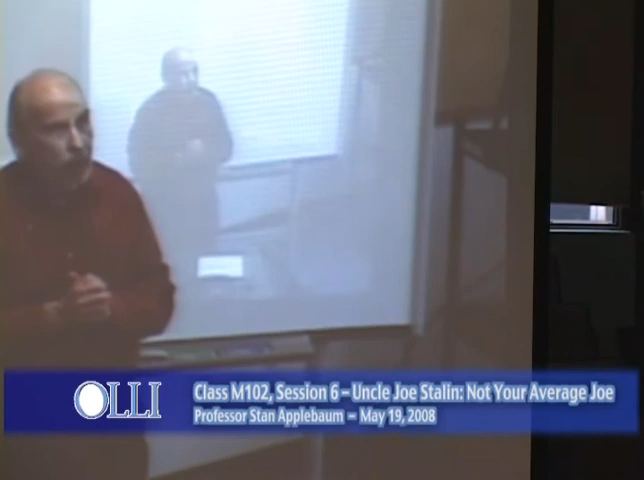 OLLI
Class M102, Session 6 – Uncle Joe Stalin: Not Your Average Joe
Professor Stan Applebaum – May 19, 2008